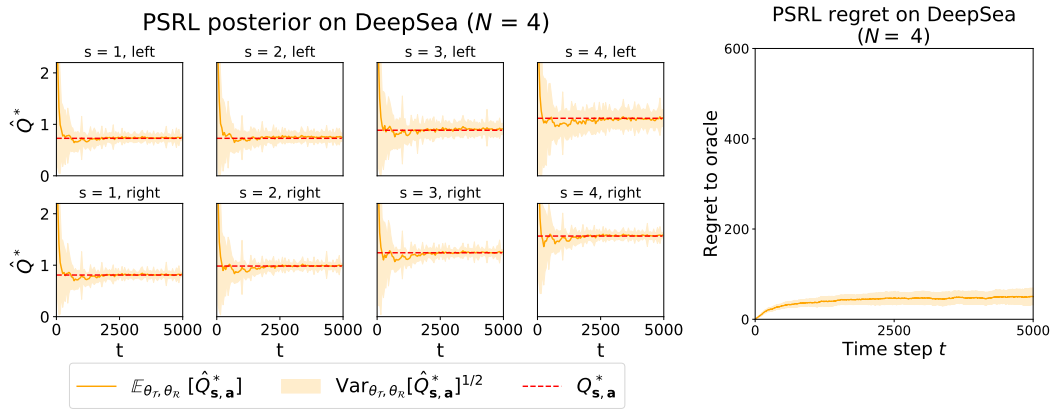 PSRL posterior on DeepSea (N = 4)
s = 1, left
s = 2, left
s = 3, left
s = 4, left
2
1
0
Q̂*
s = 1, right
s = 2, right
s = 3, right
s = 4, right
2
1
0
Q̂*
0 2500 5000
0 2500 5000
0 2500 5000
0 2500 5000
t
t
t
t
𝔼θ𝒯, θℛ [Q̂*s, a]
Varθ𝒯, θℛ[Q̂*s, a]1/2
Q*s, a
PSRL regret on DeepSea
(N = 4)
600
400
200
0
Regret to oracle
0 2500 5000
Time step t